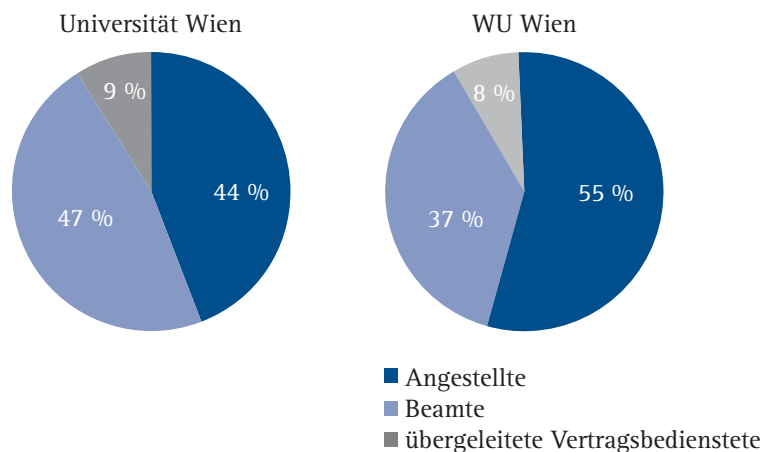 Universität Wien
9 %
44 %
47 %
WU Wien
8 %
55 %
37 %
Angestellte
Beamte
übergeleitete Vertragsbedienstete